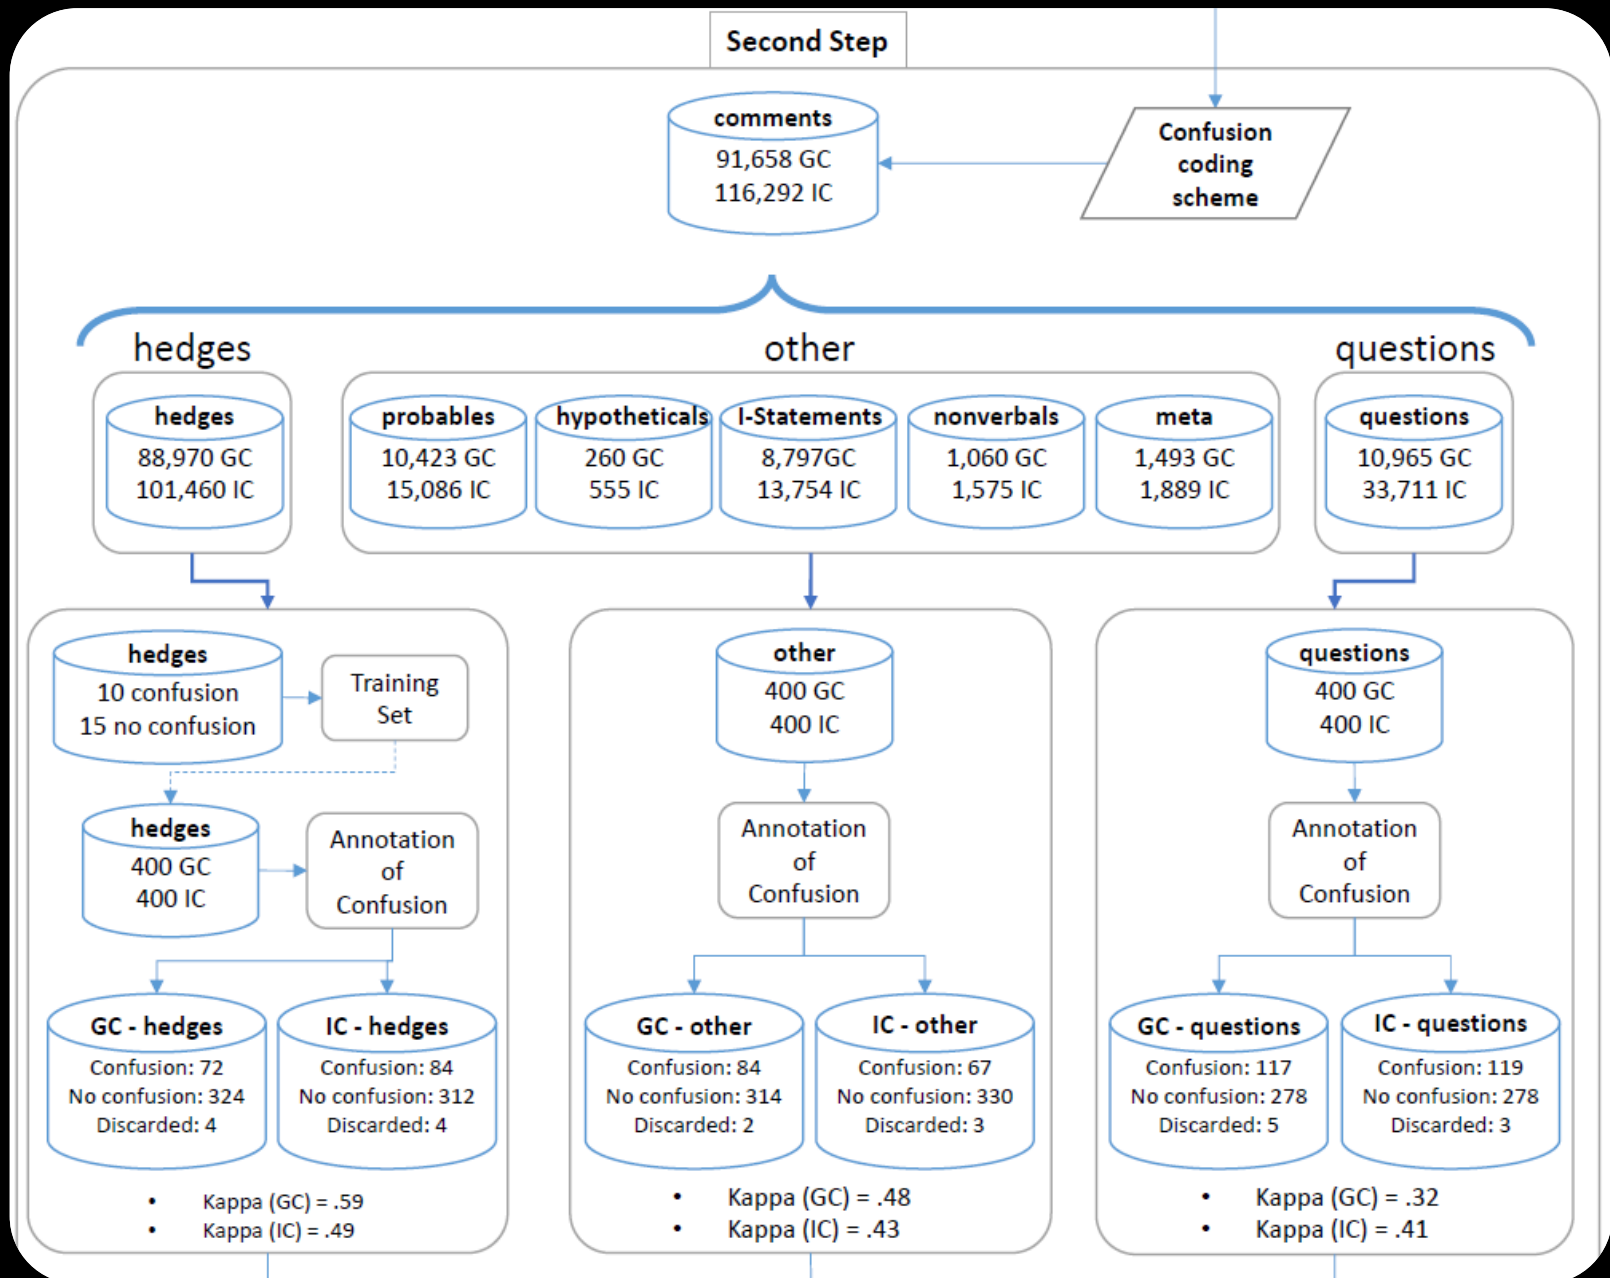 Second Step
comments
91,658 GC
116,292 IC
Confusion
coding
scheme
hedges
other
questions
hedges
88,970 GC
101,460 IC
probables
10,423 GC
15,086 IC
hypotheticals
260 GC
555 IC
I-Statements
8,797GC
13,754 IC
nonverbals
1,060 GC
1,575 IC
meta
1,493 GC
1,889 IC
questions
10,965 GC
33,711 IC
hedges
10 confusion
15 no confusion
Training
Set
hedges
400 GC
400 IC
Annotation
of
Confusion
GC - hedges
Confusion: 72
No confusion: 324
Discarded: 4
IC - hedges
Confusion: 84
No confusion: 312
Discarded: 4
• Kappa (GC) = .59
• Kappa (IC) = .49
other
400 GC
400 IC
Annotation
of
Confusion
GC - other
Confusion: 84
No confusion: 314
Discarded: 2
IC - other
Confusion: 67
No confusion: 330
Discarded: 3
• Kappa (GC) = .48
• Kappa (IC) = .43
questions
400 GC
400 IC
Annotation
of
Confusion
GC - questions
Confusion: 117
No confusion: 278
Discarded: 5
IC - questions
Confusion: 119
No confusion: 278
Discarded: 3
• Kappa (GC) = .32
• Kappa (IC) = .41